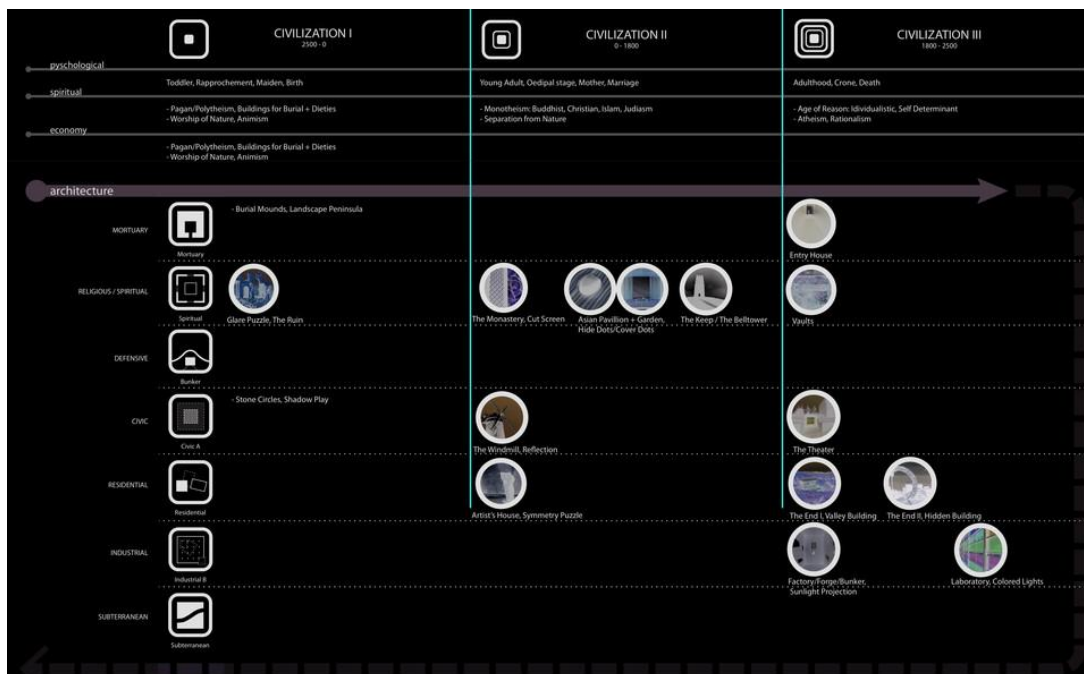 CIVILIZATION I
2500 - 0
CIVILIZATION II
0 - 1800
CIVILIZATION III
1800 - 2500
pyschological
Toddler, Rapprochement, Maiden, Birth
Young Adult, Oedipal stage, Mother, Marriage
Adulthood, Crone, Death
spiritual
- Pagan/Polytheism, Buildings for Burial + Dieties
- Worship of Nature, Animism
- Monotheism: Buddhist, Christian, Islam, Judiasm
- Separation from Nature
- Age of Reason: Idividualistic, Self Determinant
- Atheism, Rationalism
economy
- Pagan/Polytheism, Buildings for Burial + Dieties
- Worship of Nature, Animism
architecture
MORTUARY
Mortuary
- Burial Mounds, Landscape Peninsula
Entry House
RELIGIOUS / SPIRITUAL
Spiritual
Glare Puzzle, The Ruin
The Monastery, Cut Screen
Asian Pavillion + Garden,
Hide Dots/Cover Dots
The Keep / The Belltower
Vaults
DEFENSIVE
Bunker
CIVIC
Civic A
- Stone Circles, Shadow Play
The Windmill, Reflection
The Theater
RESIDENTIAL
Residential
Artist's House, Symmetry Puzzle
The End I, Valley Building
The End II, Hidden Building
INDUSTRIAL
Industrial B
Factory/Forge/Bunker,
Sunlight Projection
Laboratory, Colored Lights
SUBTERRANEAN
Subterranean